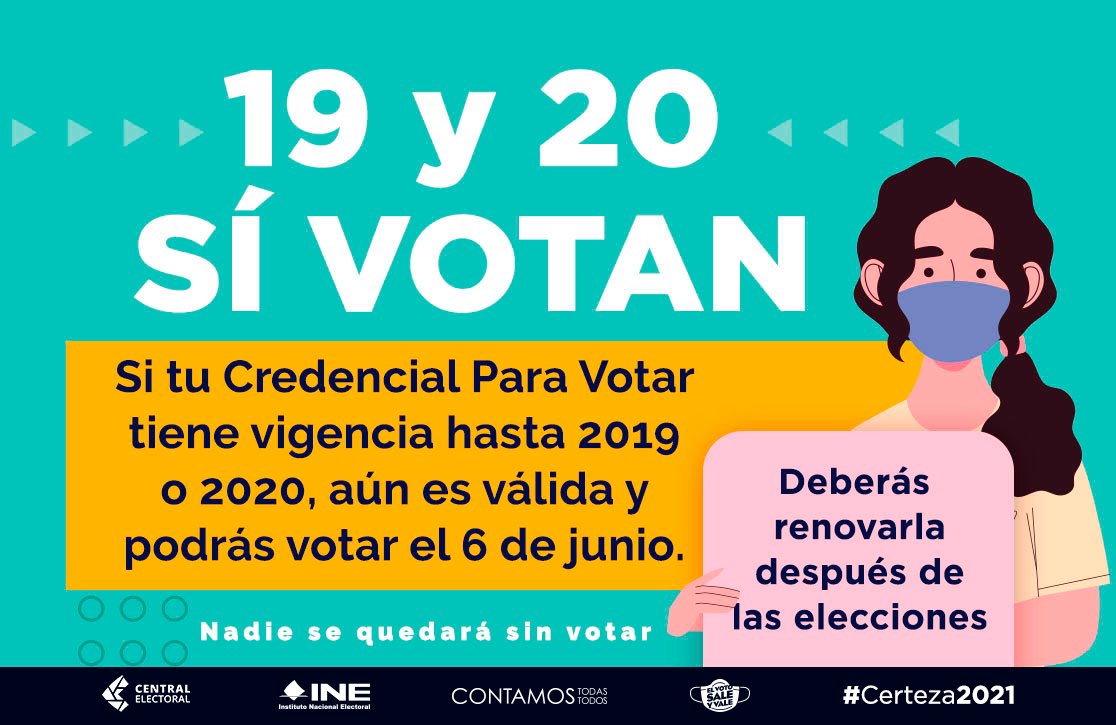 19 y 20
SÍ VOTAN
Si tu Credencial Para Votar
tiene vigencia hasta 2019
o 2020, aún es válida y
podrás votar el 6 de junio.
Deberás
renovarla
después de
las elecciones
Nadie se quedará sin votar
CENTRAL
ELECTORAL
INE
Instituto Nacional Electoral
CONTAMOS TODAS
TODOS
EL VOTO
SALE
Y VALE
#Certeza2021